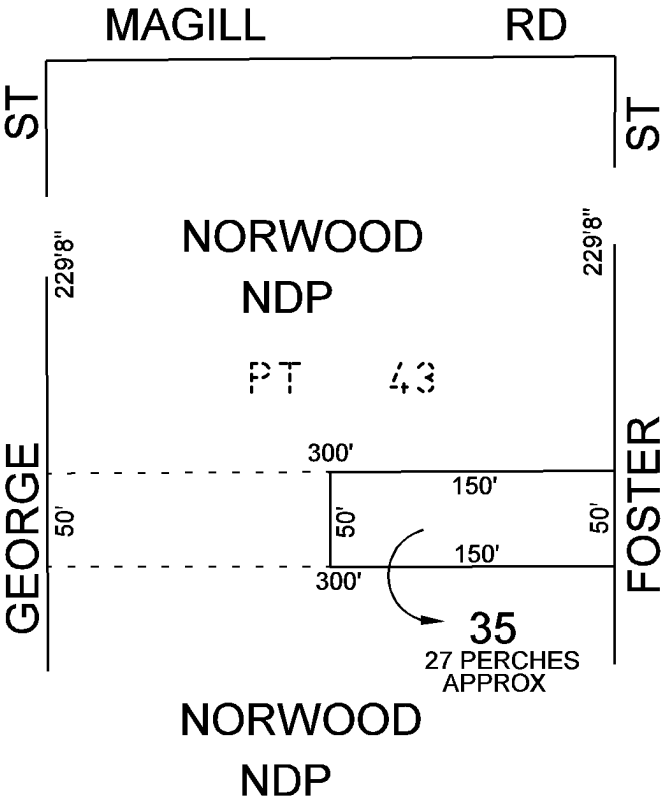 MAGILL RD
ST
ST
NORWOOD
NDP
229'8"
229'8"
PT 43
300'
150'
GEORGE
50'
50'
50'
FOSTER
150'
300'
35
27 PERCHES
APPROX
NORWOOD
NDP